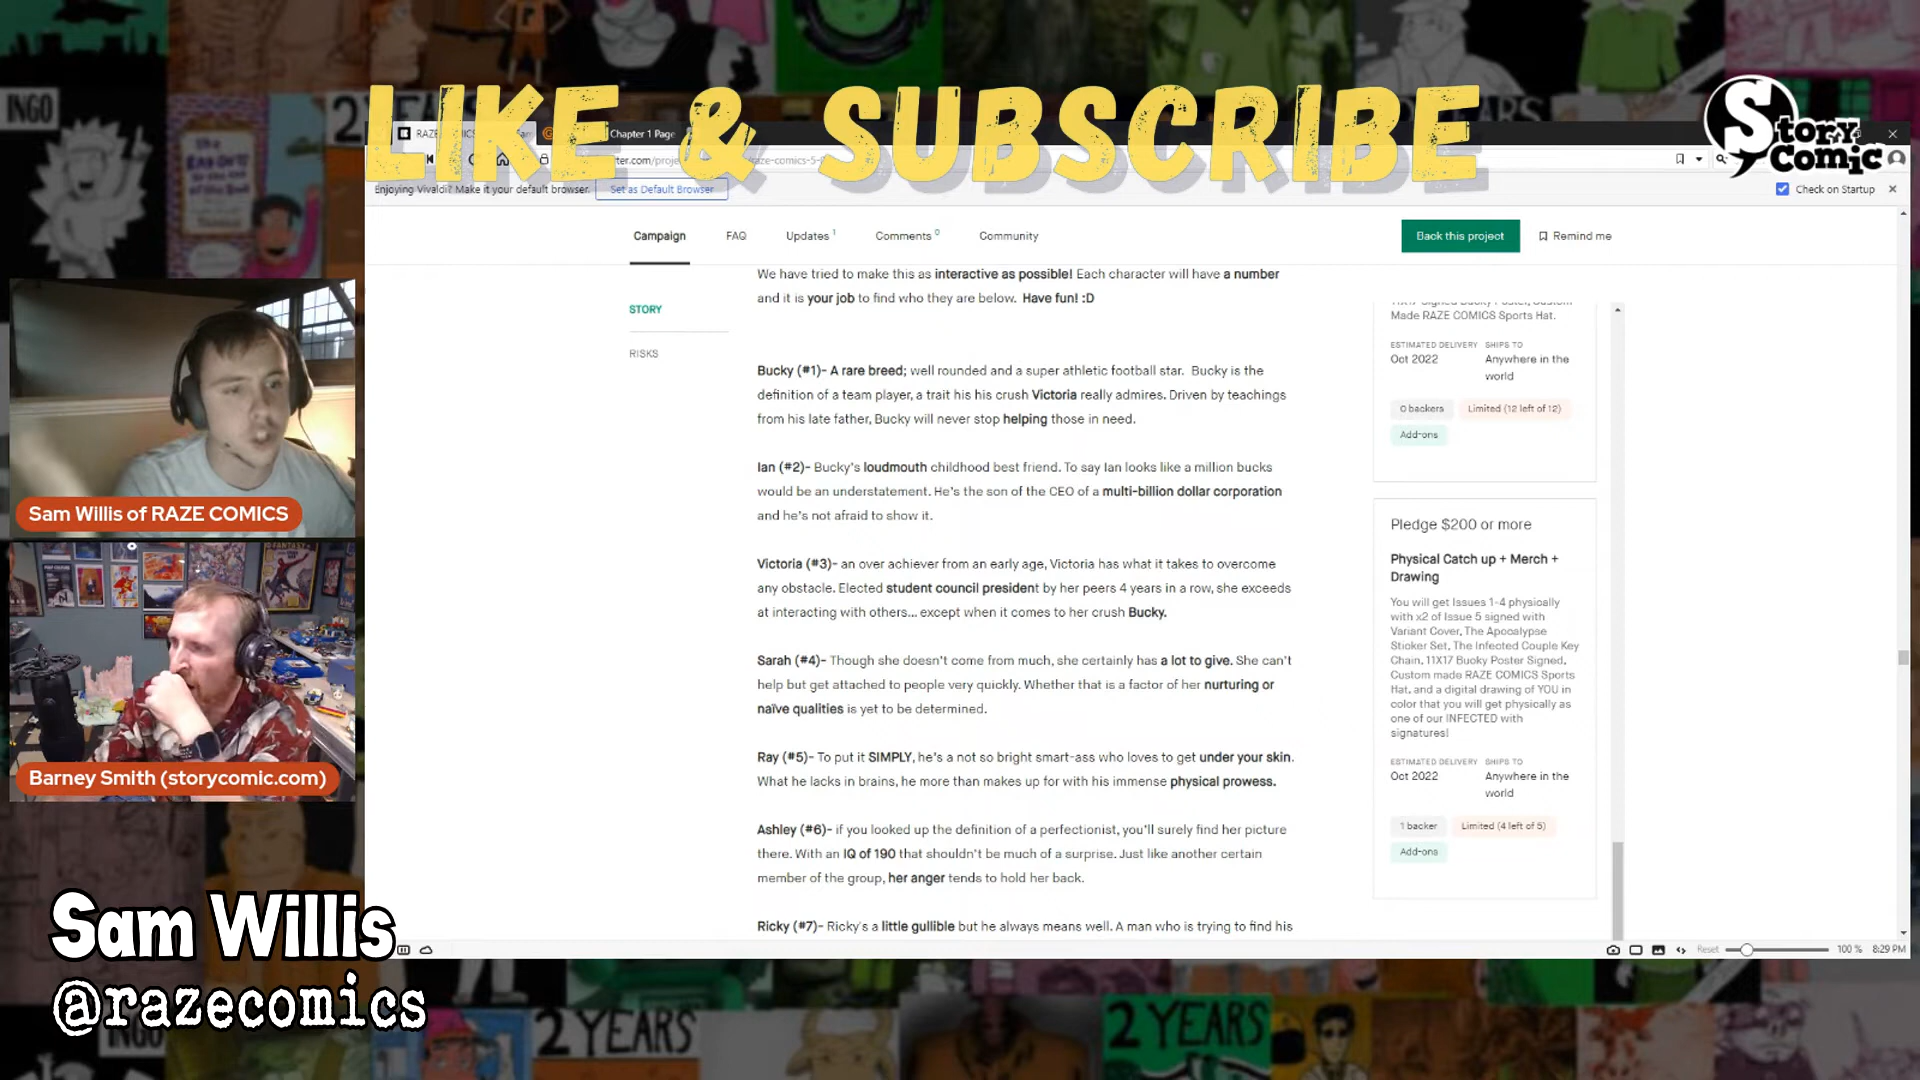 LIKE & SUBSCRIBE
Story Comic
INGO
2 YEARS
Chapter 1 Page
raze-comics-5-
Enjoying Vivaldi? Make it your default browser.
Set as Default Browser
Check on Startup
Campaign
FAQ
Updates 1
Comments 0
Community
Back this project
Remind me
STORY
RISKS
We have tried to make this as interactive as possible! Each character will have a number
and it is your job to find who they are below. Have fun! :D
Bucky (#1)- A rare breed; well rounded and a super athletic football star. Bucky is the
definition of a team player, a trait his his crush Victoria really admires. Driven by teachings
from his late father, Bucky will never stop helping those in need.
Ian (#2)- Bucky's loudmouth childhood best friend. To say Ian looks like a million bucks
would be an understatement. He's the son of the CEO of a multi-billion dollar corporation
and he's not afraid to show it.
Victoria (#3)- an over achiever from an early age, Victoria has what it takes to overcome
any obstacle. Elected student council president by her peers 4 years in a row, she exceeds
at interacting with others... except when it comes to her crush Bucky.
Sarah (#4)- Though she doesn't come from much, she certainly has a lot to give. She can't
help but get attached to people very quickly. Whether that is a factor of her nurturing or
naïve qualities is yet to be determined.
Ray (#5)- To put it SIMPLY, he's a not so bright smart-ass who loves to get under your skin.
What he lacks in brains, he more than makes up for with his immense physical prowess.
Ashley (#6)- if you looked up the definition of a perfectionist, you'll surely find her picture
there. With an IQ of 190 that shouldn't be much of a surprise. Just like another certain
member of the group, her anger tends to hold her back.
Ricky (#7)- Ricky's a little gullible but he always means well. A man who is trying to find his
11X17 Signed Bucky Poster, Custom
Made RAZE COMICS Sports Hat.
ESTIMATED DELIVERY
Oct 2022
SHIPS TO
Anywhere in the
world
0 backers
Limited (12 left of 12)
Add-ons
Pledge $200 or more
Physical Catch up + Merch +
Drawing
You will get Issues 1-4 physically
with x2 of Issue 5 signed with
Variant Cover, The Apocalypse
Sticker Set, The Infected Couple Key
Chain, 11X17 Bucky Poster Signed,
Custom made RAZE COMICS Sports
Hat, and a digital drawing of YOU in
color that you will get physically as
one of our INFECTED with
signatures!
ESTIMATED DELIVERY
Oct 2022
SHIPS TO
Anywhere in the
world
1 backer
Limited (4 left of 5)
Add-ons
Reset
100 %
8:29 PM
Sam Willis of RAZE COMICS
Barney Smith (storycomic.com)
Sam Willis
@razecomics
2 YEARS
2 YEARS